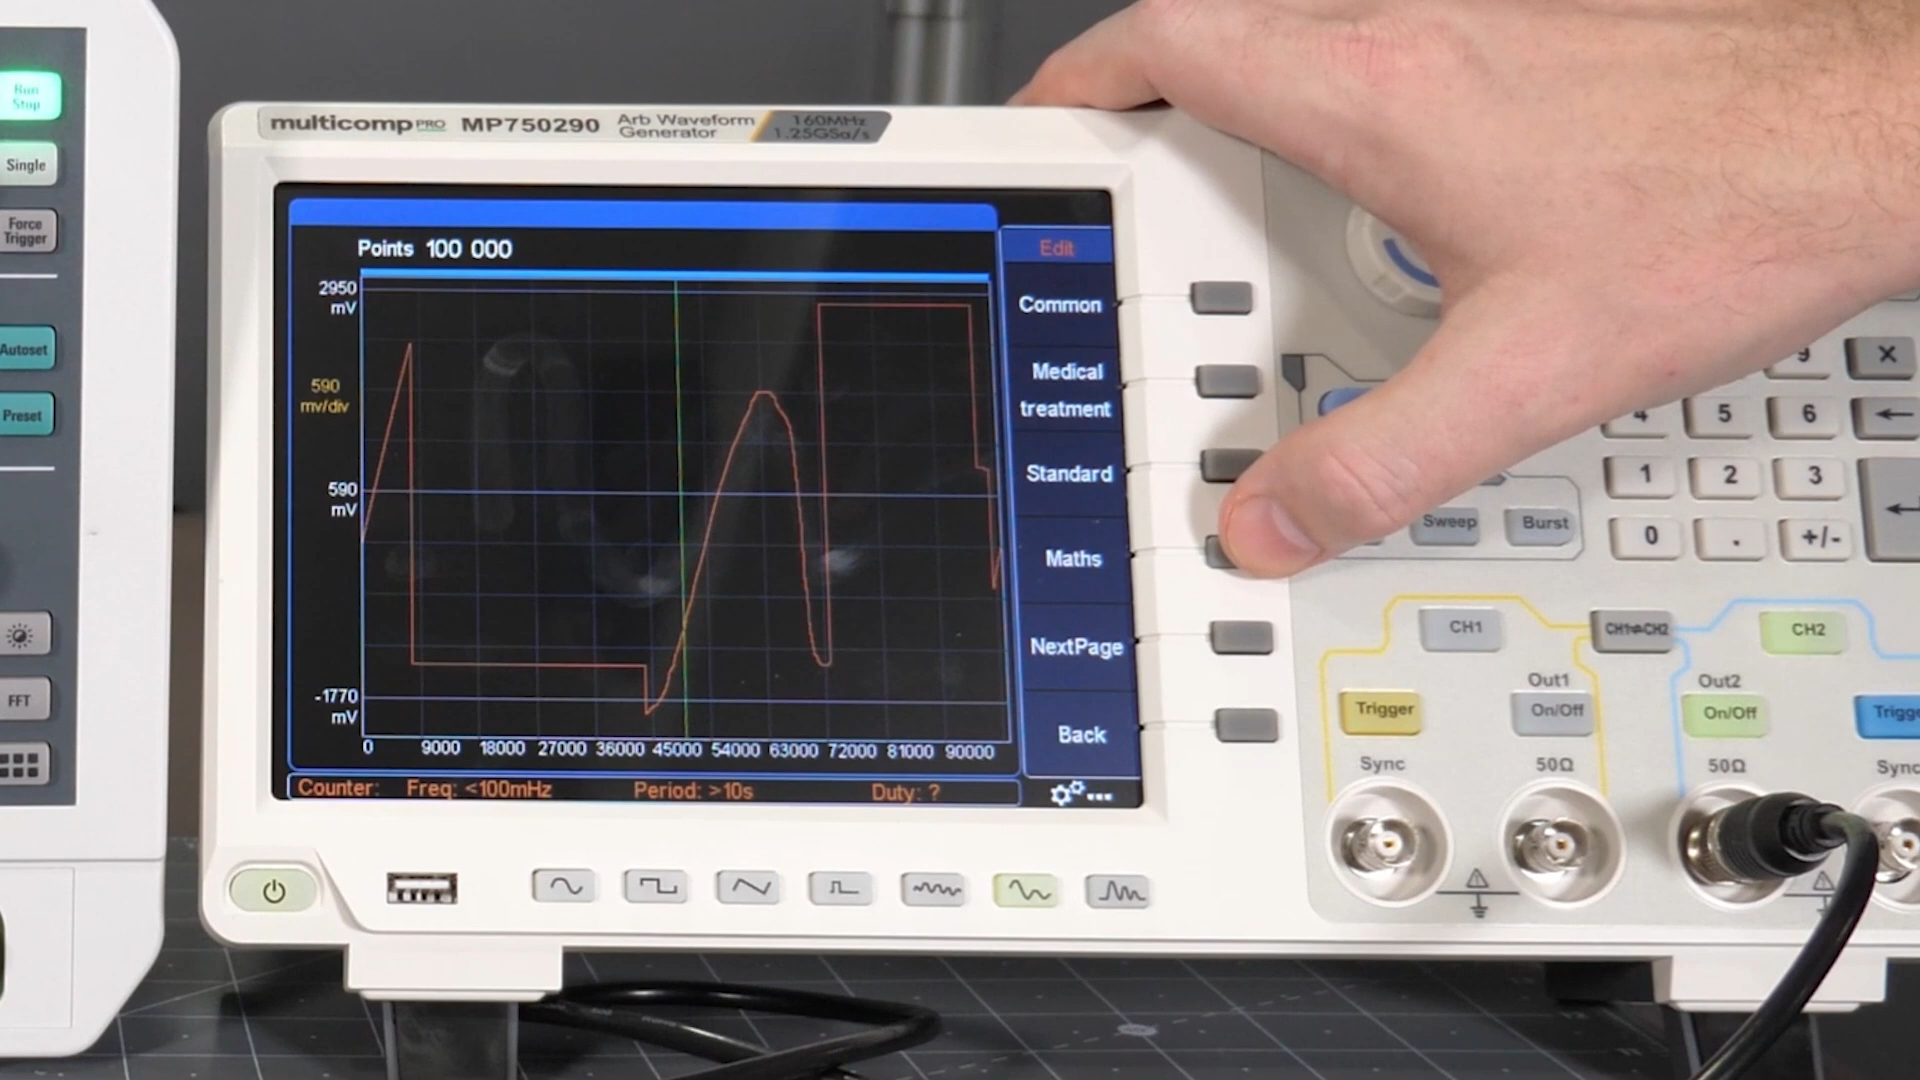 Run
Stop
Single
Force
Trigger
Autoset
Preset
FFT
multicomp PRO MP750290 Arb Waveform
Generator
160MHz
1.25GSa/s
Points 100 000
2950
mV
590
mv/div
590
mV
-1770
mV
0 9000 18000 27000 36000 45000 54000 63000 72000 81000 90000
Counter: Freq: <100mHz Period: >10s Duty: ?
Edit
Common
Medical
treatment
Standard
Maths
NextPage
Back
Sweep
Burst
9 X
4 5 6
1 2 3
0 . +/-
CH1
CH1⇌CH2
CH2
Out1
Out2
Trigger
On/Off
On/Off
Sync
50Ω
50Ω
Sync